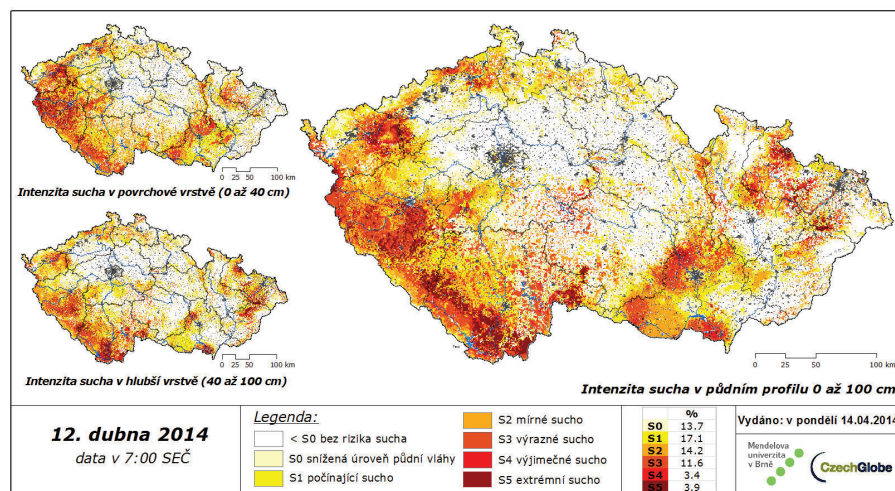 0 25 50 100 km
Intenzita sucha v povrchové vrstvě (0 až 40 cm)
0 25 50 100 km
Intenzita sucha v hlubší vrstvě (40 až 100 cm)
0 25 50 100 km
Intenzita sucha v půdním profilu 0 až 100 cm
12. dubna 2014
data v 7:00 SEČ
Legenda:
< S0 bez rizika sucha
S0 snížená úroveň půdní vláhy
S1 počínající sucho
S2 mírné sucho
S3 výrazné sucho
S4 výjimečné sucho
S5 extrémní sucho
%
S0 13.7
S1 17.1
S2 14.2
S3 11.6
S4 3.4
S5 3.9
Vydáno: v pondělí 14.04.2014
Mendelova
univerzita
v Brně
CzechGlobe